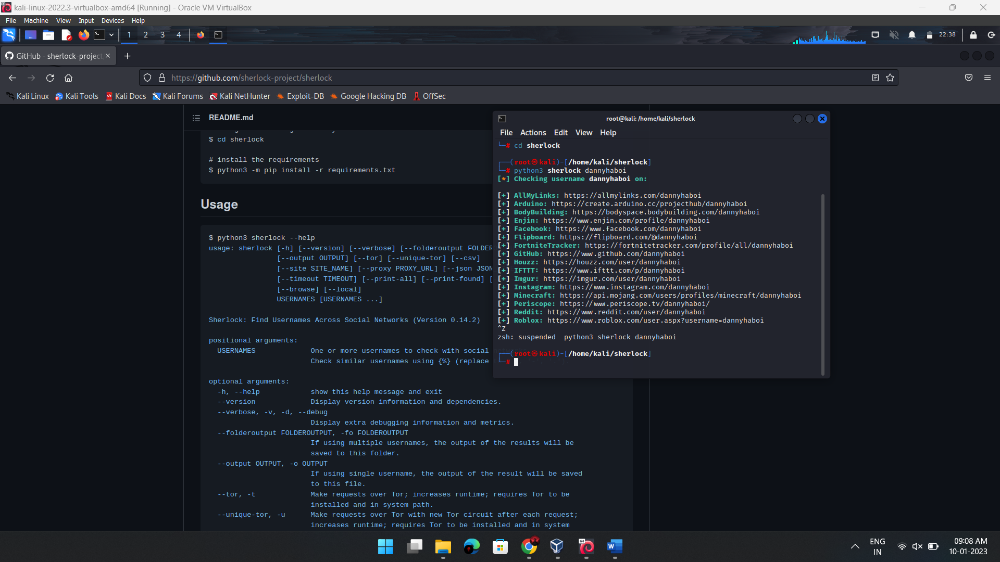 kali-linux-2022.3-virtualbox-amd64 [Running] - Oracle VM VirtualBox
File Machine View Input Devices Help
1 2 3 4 22:38
GitHub - sherlock-project
https://github.com/sherlock-project/sherlock
Kali Linux Kali Tools Kali Docs Kali Forums Kali NetHunter Exploit-DB Google Hacking DB OffSec
README.md
$ cd sherlock
# install the requirements
$ python3 -m pip install -r requirements.txt
Usage
$ python3 sherlock --help
usage: sherlock [-h] [--version] [--verbose] [--folderoutput FOLDER
[--output OUTPUT] [--tor] [--unique-tor] [--csv]
[--site SITE_NAME] [--proxy PROXY_URL] [--json JSON
[--timeout TIMEOUT] [--print-all] [--print-found] [
[--browse] [--local]
USERNAMES [USERNAMES ...]
Sherlock: Find Usernames Across Social Networks (Version 0.14.2)
positional arguments:
USERNAMES One or more usernames to check with social
Check similar usernames using {%} (replace
optional arguments:
-h, --help show this help message and exit
--version Display version information and dependencies.
--verbose, -v, -d, --debug
Display extra debugging information and metrics.
--folderoutput FOLDEROUTPUT, -fo FOLDEROUTPUT
If using multiple usernames, the output of the results will be
saved to this folder.
--output OUTPUT, -o OUTPUT
If using single username, the output of the result will be saved
to this file.
--tor, -t Make requests over Tor; increases runtime; requires Tor to be
installed and in system path.
--unique-tor, -u Make requests over Tor with new Tor circuit after each request;
increases runtime; requires Tor to be installed and in system
root@kali: /home/kali/sherlock
File Actions Edit View Help
└─# cd sherlock
┌──(root㉿kali)-[/home/kali/sherlock]
└─# python3 sherlock dannyhaboi
[*] Checking username dannyhaboi on:
[+] AllMyLinks: https://allmylinks.com/dannyhaboi
[+] Arduino: https://create.arduino.cc/projecthub/dannyhaboi
[+] BodyBuilding: https://bodyspace.bodybuilding.com/dannyhaboi
[+] Enjin: https://www.enjin.com/profile/dannyhaboi
[+] Facebook: https://www.facebook.com/dannyhaboi
[+] Flipboard: https://flipboard.com/@dannyhaboi
[+] FortniteTracker: https://fortnitetracker.com/profile/all/dannyhaboi
[+] GitHub: https://www.github.com/dannyhaboi
[+] Houzz: https://houzz.com/user/dannyhaboi
[+] IFTTT: https://www.ifttt.com/p/dannyhaboi
[+] Imgur: https://imgur.com/user/dannyhaboi
[+] Instagram: https://www.instagram.com/dannyhaboi
[+] Minecraft: https://api.mojang.com/users/profiles/minecraft/dannyhaboi
[+] Periscope: https://www.periscope.tv/dannyhaboi/
[+] Reddit: https://www.reddit.com/user/dannyhaboi
[+] Roblox: https://www.roblox.com/user.aspx?username=dannyhaboi
^Z
zsh: suspended  python3 sherlock dannyhaboi
┌──(root㉿kali)-[/home/kali/sherlock]
└─#
ENG
IN
09:08 AM
10-01-2023